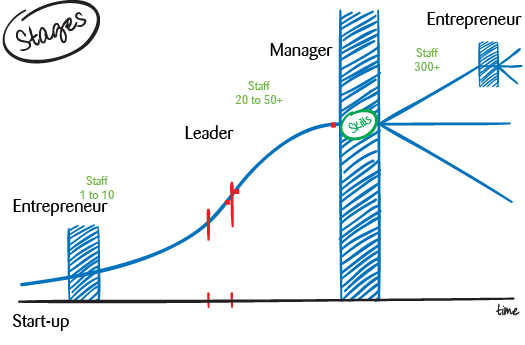 Stages
Entrepreneur
Manager
Staff
300+
Staff
20 to 50+
Skills
Leader
Staff
1 to 10
Entrepreneur
Start-up
time